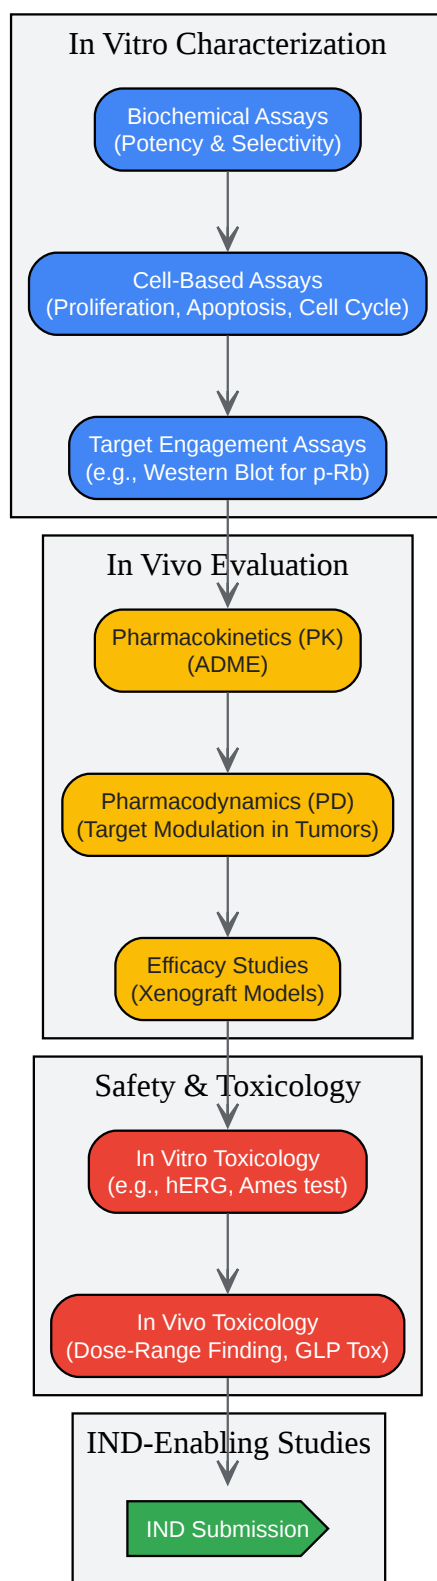 In Vitro Characterization
Biochemical Assays
(Potency & Selectivity)
Cell-Based Assays
(Proliferation, Apoptosis, Cell Cycle)
Target Engagement Assays
(e.g., Western Blot for p-Rb)
In Vivo Evaluation
Pharmacokinetics (PK)
(ADME)
Pharmacodynamics (PD)
(Target Modulation in Tumors)
Efficacy Studies
(Xenograft Models)
Safety & Toxicology
In Vitro Toxicology
(e.g., hERG, Ames test)
In Vivo Toxicology
(Dose-Range Finding, GLP Tox)
IND-Enabling Studies
IND Submission